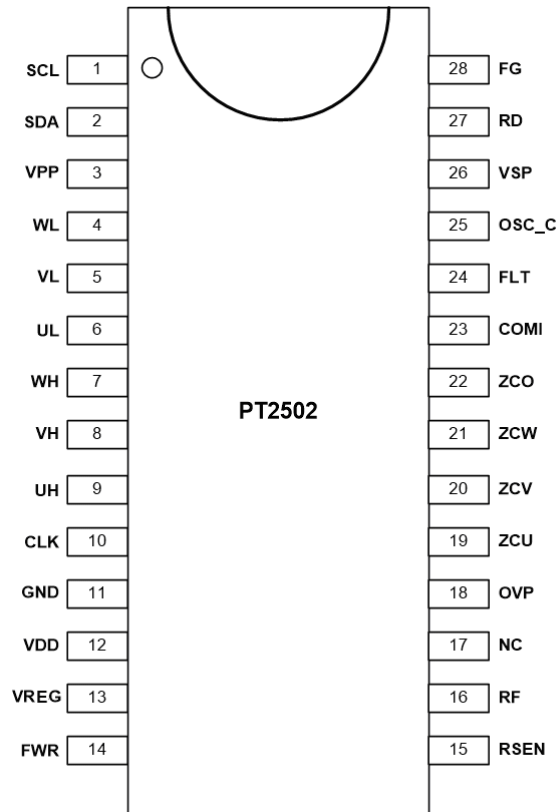 SCL 1 28 FG
SDA 2 27 RD
VPP 3 26 VSP
WL 4 25 OSC_C
VL 5 24 FLT
UL 6 23 COMI
WH 7 22 ZCO
PT2502
VH 8 21 ZCW
UH 9 20 ZCV
CLK 10 19 ZCU
GND 11 18 OVP
VDD 12 17 NC
VREG 13 16 RF
FWR 14 15 RSEN